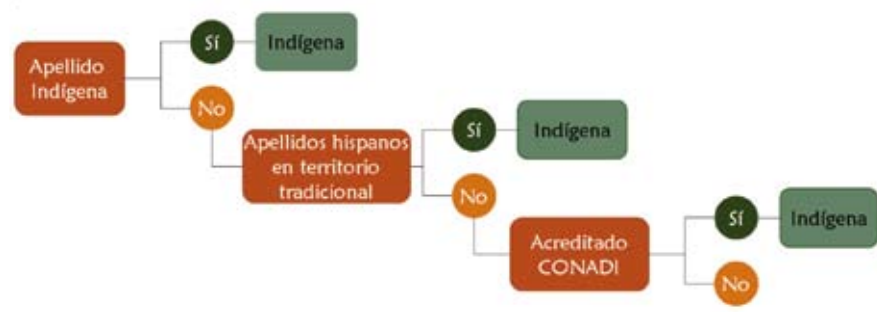 Sí
Indígena
Apellido
Indígena
No
Sí
Indígena
Apellidos hispanos
en territorio
tradicional
No
Sí
Indígena
Acreditado
CONADI
No